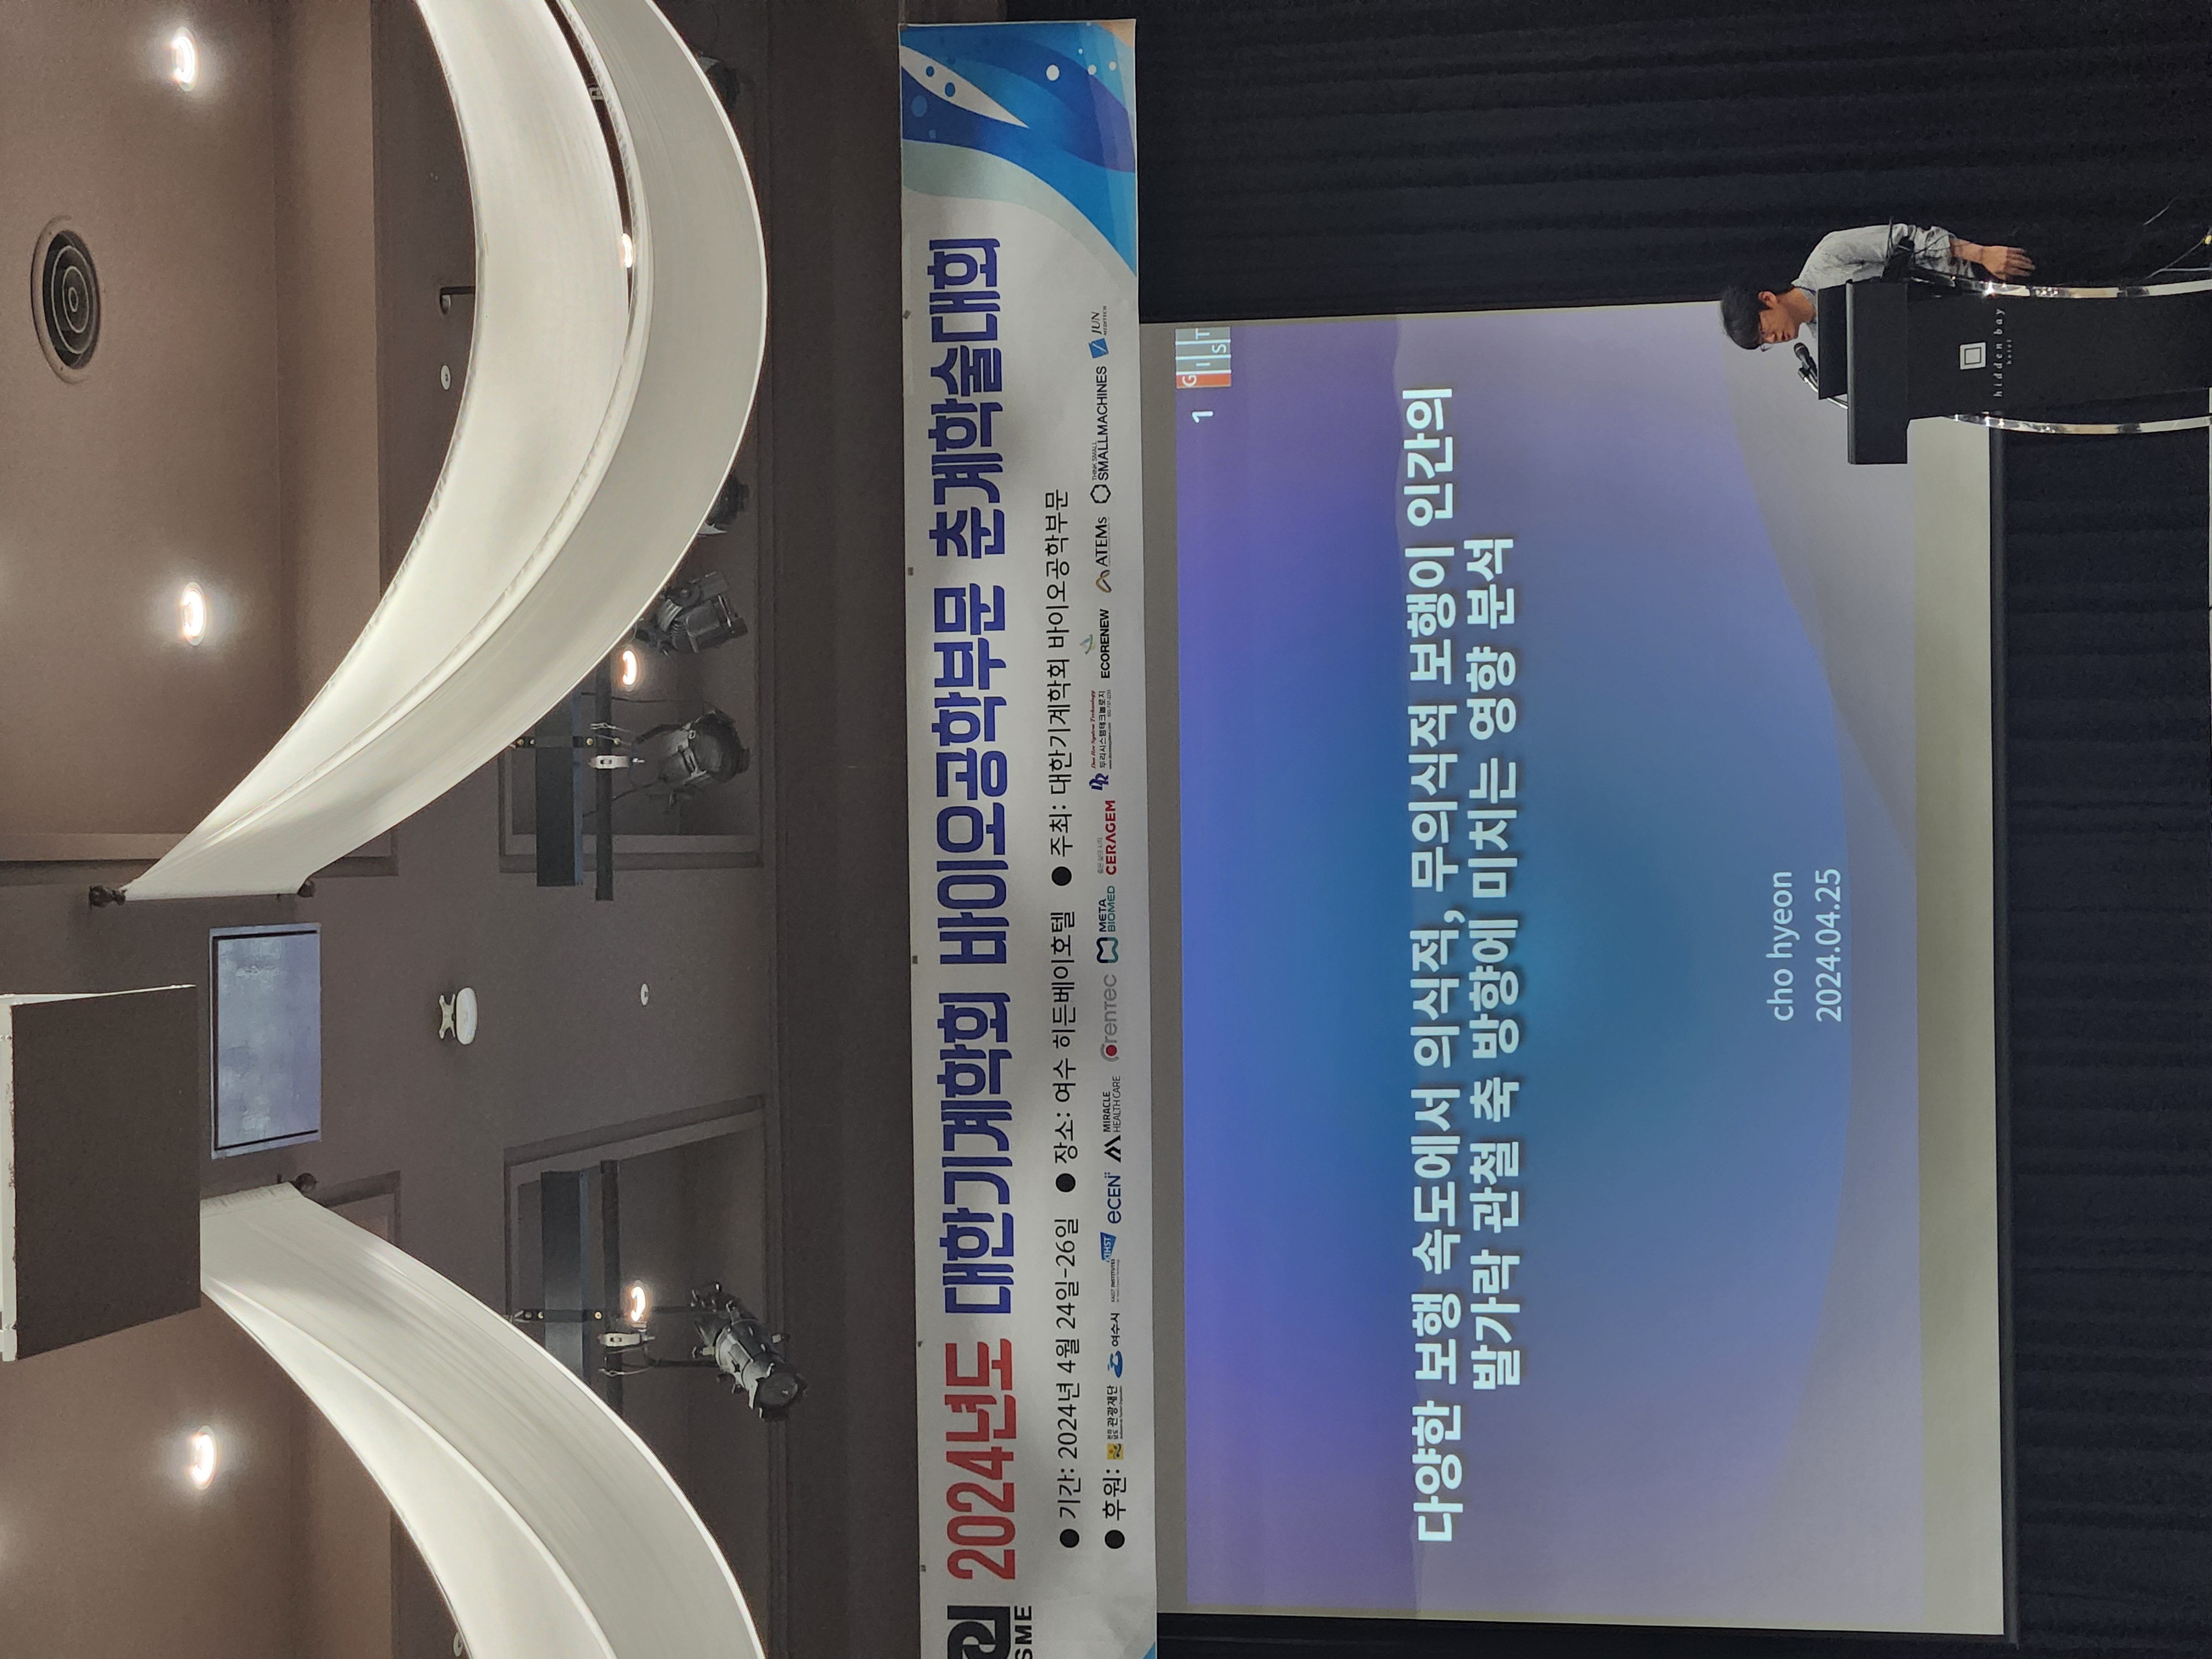 SME
2024년도 대한기계학회 바이오공학부문 춘계학술대회
● 기간: 2024년 4월 24일-26일 ● 장소: 여수 히든베이호텔 ● 주최: 대한기계학회 바이오공학부문
● 후원: 관광재단 여수시 KIHST eCEN MIRACLE HEALTH CARE orenTEC META BIOMED CERAGEM 두리시스템테크놀로지 ECORENEW ATEMs THINK SMALL SMALLMACHINES JUN MEDITECH
1 GIST
다양한 보행 속도에서 의식적, 무의식적 보행이 인간의
발가락 관철 축 방향에 미치는 영향 분석
cho hyeon
2024.04.25
hidden bay
hotel